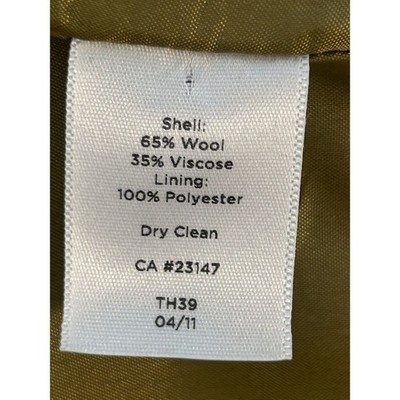 Shell:
65% Wool
35% Viscose
Lining:
100% Polyester
Dry Clean
CA #23147
TH39
04/11